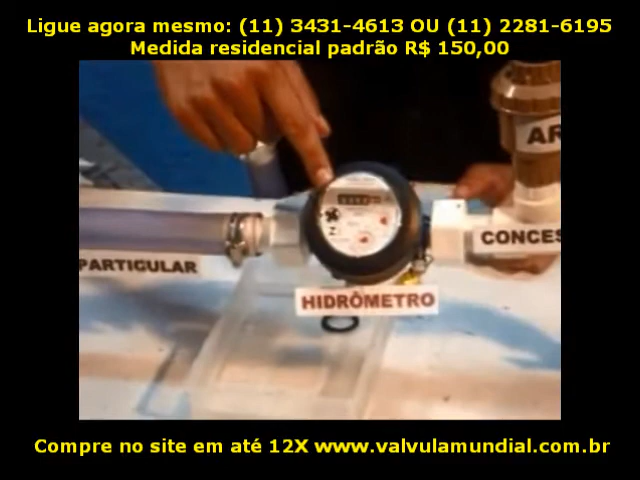 Ligue agora mesmo: (11) 3431-4613 OU (11) 2281-6195
Medida residencial padrão R$ 150,00
AR
CONCES
PARTICULAR
HIDRÔMETRO
Compre no site em até 12X www.valvulamundial.com.br